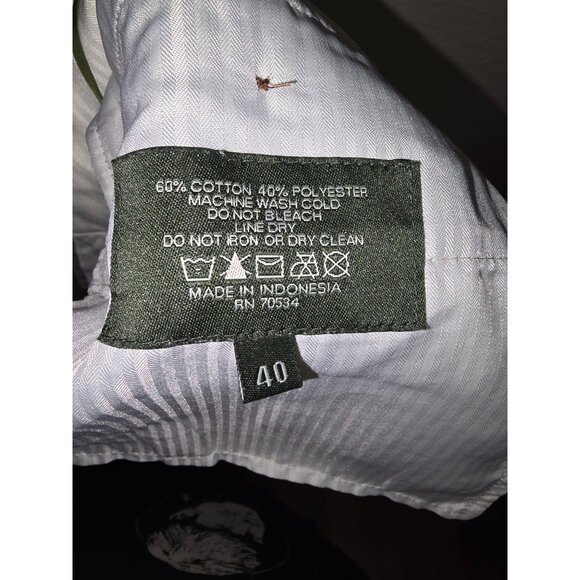 60% COTTON 40% POLYESTER
MACHINE WASH COLD
DO NOT BLEACH
LINE DRY
DO NOT IRON OR DRY CLEAN
MADE IN INDONESIA
RN 70534
40